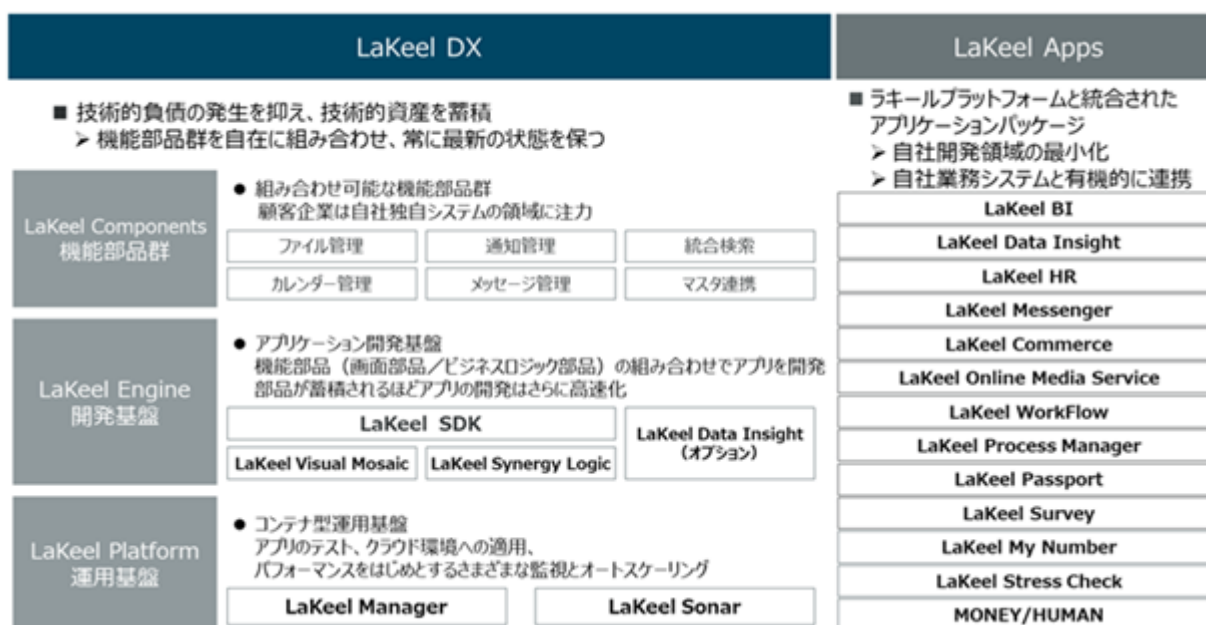 LaKeel DX
■ 技術的負債の発生を抑え、技術的資産を蓄積
➢ 機能部品群を自在に組み合わせ、常に最新の状態を保つ
LaKeel Components
機能部品群
● 組み合わせ可能な機能部品群
顧客企業は自社独自システムの領域に注力
ファイル管理
通知管理
統合検索
カレンダー管理
メッセージ管理
マスタ連携
LaKeel Engine
開発基盤
● アプリケーション開発基盤
機能部品（画面部品／ビジネスロジック部品）の組み合わせでアプリを開発
部品が蓄積されるほどアプリの開発はさらに高速化
LaKeel SDK
LaKeel Visual Mosaic
LaKeel Synergy Logic
LaKeel Data Insight
（オプション）
LaKeel Platform
運用基盤
● コンテナ型運用基盤
アプリのテスト、クラウド環境への適用、
パフォーマンスをはじめとするさまざまな監視とオートスケーリング
LaKeel Manager
LaKeel Sonar
LaKeel Apps
■ ラキールプラットフォームと統合された
アプリケーションパッケージ
➢ 自社開発領域の最小化
➢ 自社業務システムと有機的に連携
LaKeel BI
LaKeel Data Insight
LaKeel HR
LaKeel Messenger
LaKeel Commerce
LaKeel Online Media Service
LaKeel WorkFlow
LaKeel Process Manager
LaKeel Passport
LaKeel Survey
LaKeel My Number
LaKeel Stress Check
MONEY/HUMAN